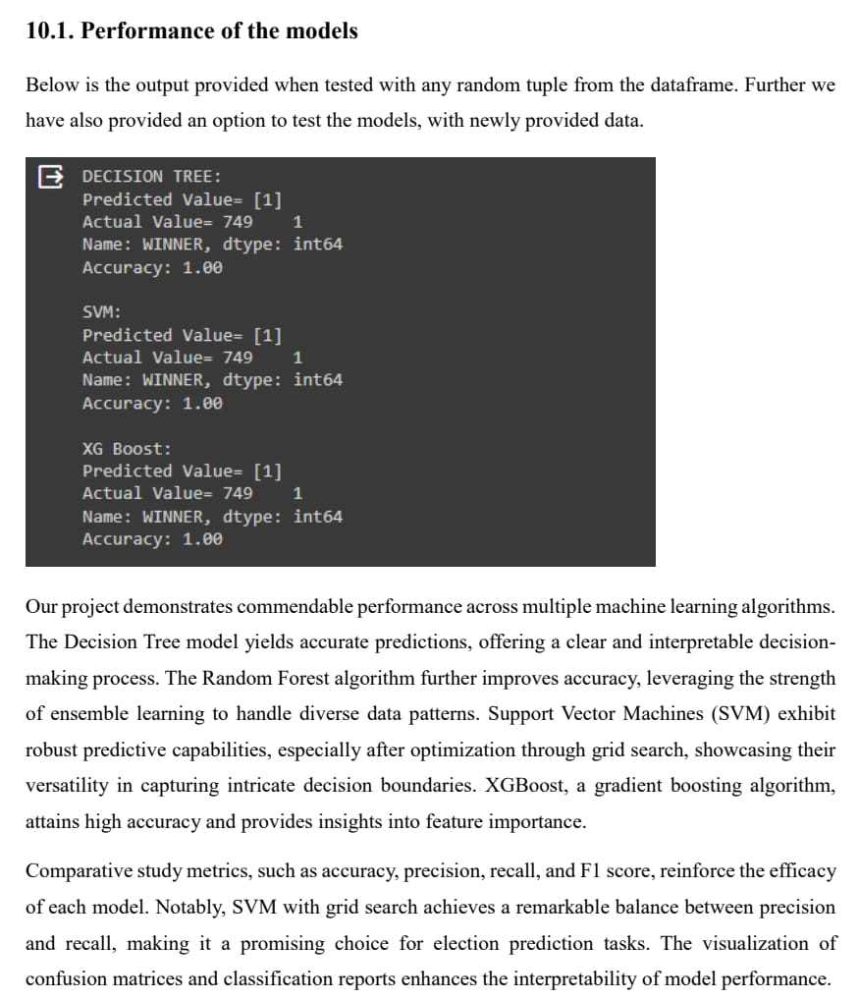 10.1. Performance of the models
Below is the output provided when tested with any random tuple from the dataframe. Further we
have also provided an option to test the models, with newly provided data.
DECISION TREE:
Predicted Value= [1]
Actual Value= 749    1
Name: WINNER, dtype: int64
Accuracy: 1.00
SVM:
Predicted Value= [1]
Actual Value= 749    1
Name: WINNER, dtype: int64
Accuracy: 1.00
XG Boost:
Predicted Value= [1]
Actual Value= 749    1
Name: WINNER, dtype: int64
Accuracy: 1.00
Our project demonstrates commendable performance across multiple machine learning algorithms.
The Decision Tree model yields accurate predictions, offering a clear and interpretable decision-
making process. The Random Forest algorithm further improves accuracy, leveraging the strength
of ensemble learning to handle diverse data patterns. Support Vector Machines (SVM) exhibit
robust predictive capabilities, especially after optimization through grid search, showcasing their
versatility in capturing intricate decision boundaries. XGBoost, a gradient boosting algorithm,
attains high accuracy and provides insights into feature importance.
Comparative study metrics, such as accuracy, precision, recall, and F1 score, reinforce the efficacy
of each model. Notably, SVM with grid search achieves a remarkable balance between precision
and recall, making it a promising choice for election prediction tasks. The visualization of
confusion matrices and classification reports enhances the interpretability of model performance.